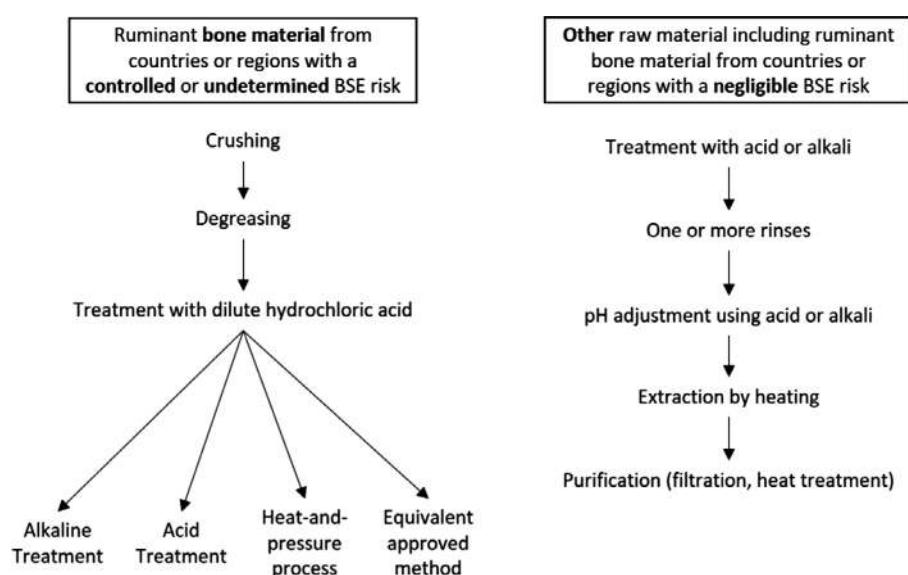 Ruminant bone material from
countries or regions with a
controlled or undetermined BSE risk
Crushing
Degreasing
Treatment with dilute hydrochloric acid
Alkaline
Treatment
Acid
Treatment
Heat-and-
pressure
process
Equivalent
approved
method
Other raw material including ruminant
bone material from countries or
regions with a negligible BSE risk
Treatment with acid or alkali
One or more rinses
pH adjustment using acid or alkali
Extraction by heating
Purification (filtration, heat treatment)